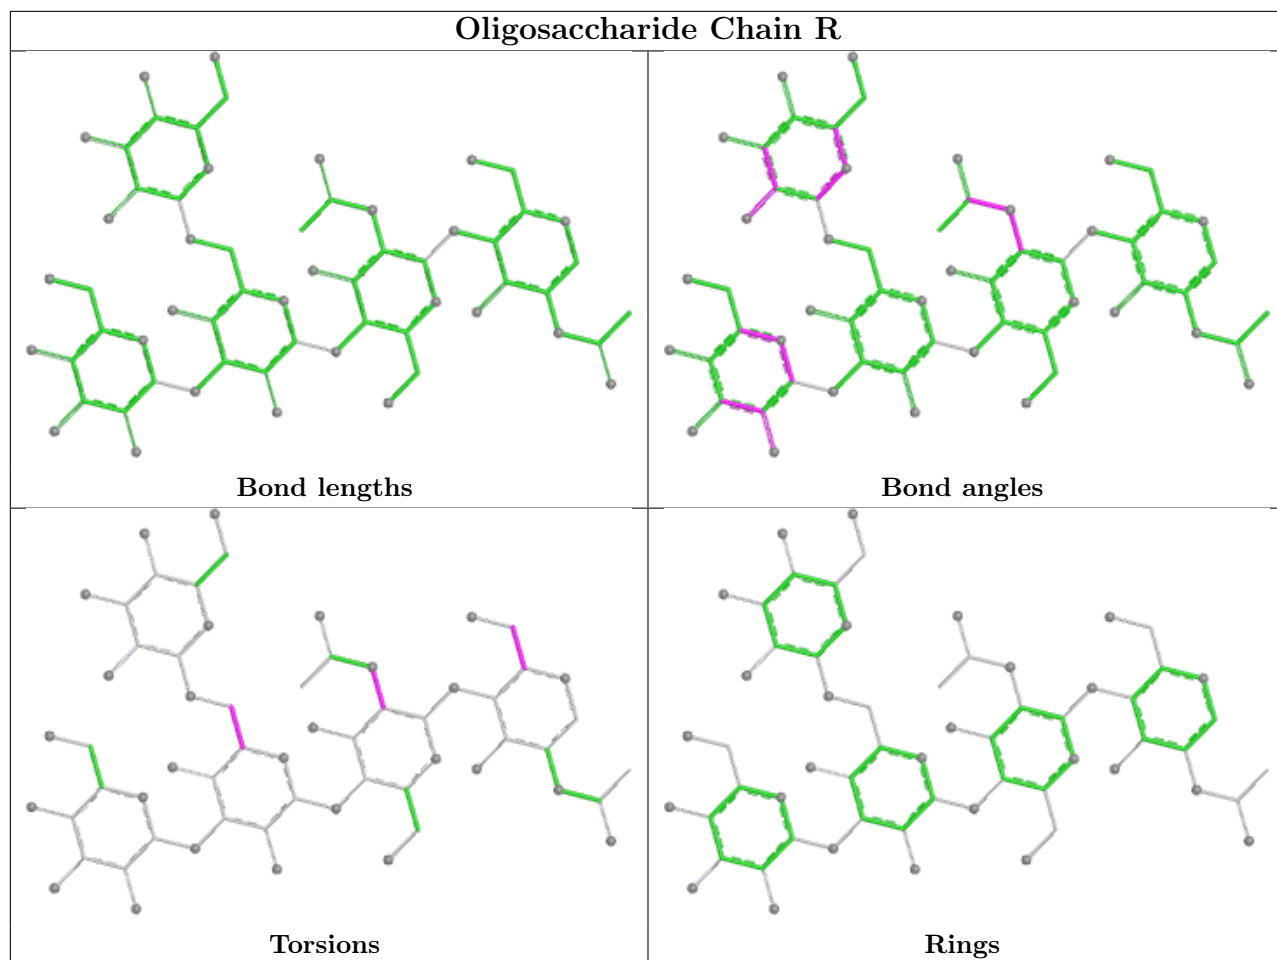 Oligosaccharide Chain R
Bond lengths
Bond angles
Torsions
Rings